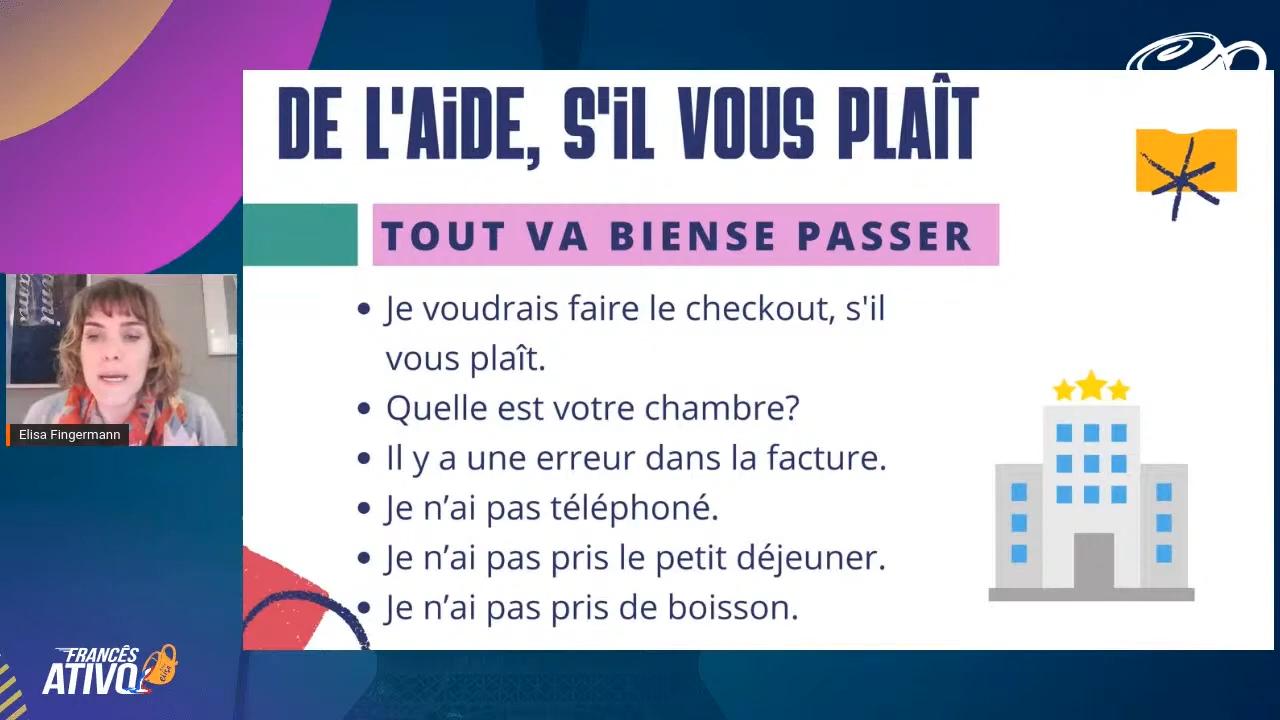 DE L'AiDE, S'iL VOUS PLAÎT
TOUT VA BIENSE PASSER
Je voudrais faire le checkout, s'il
vous plaît.
Quelle est votre chambre?
Il y a une erreur dans la facture.
Je n’ai pas téléphoné.
Je n’ai pas pris le petit déjeuner.
Je n’ai pas pris de boisson.
Elisa Fingermann
FRANCÊS
ATIVO